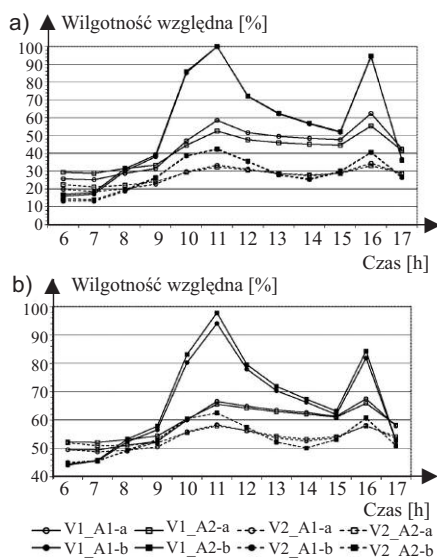 a) Wilgotność względna [%]
100
90
80
70
60
50
40
30
20
10
0
6 7 8 9 10 11 12 13 14 15 16 17
Czas [h]
b) Wilgotność względna [%]
100
90
80
70
60
50
40
6 7 8 9 10 11 12 13 14 15 16 17
Czas [h]
V1_A1-a V1_A2-a V2_A1-a V2_A2-a
V1_A1-b V1_A2-b V2_A1-b V2_A2-b